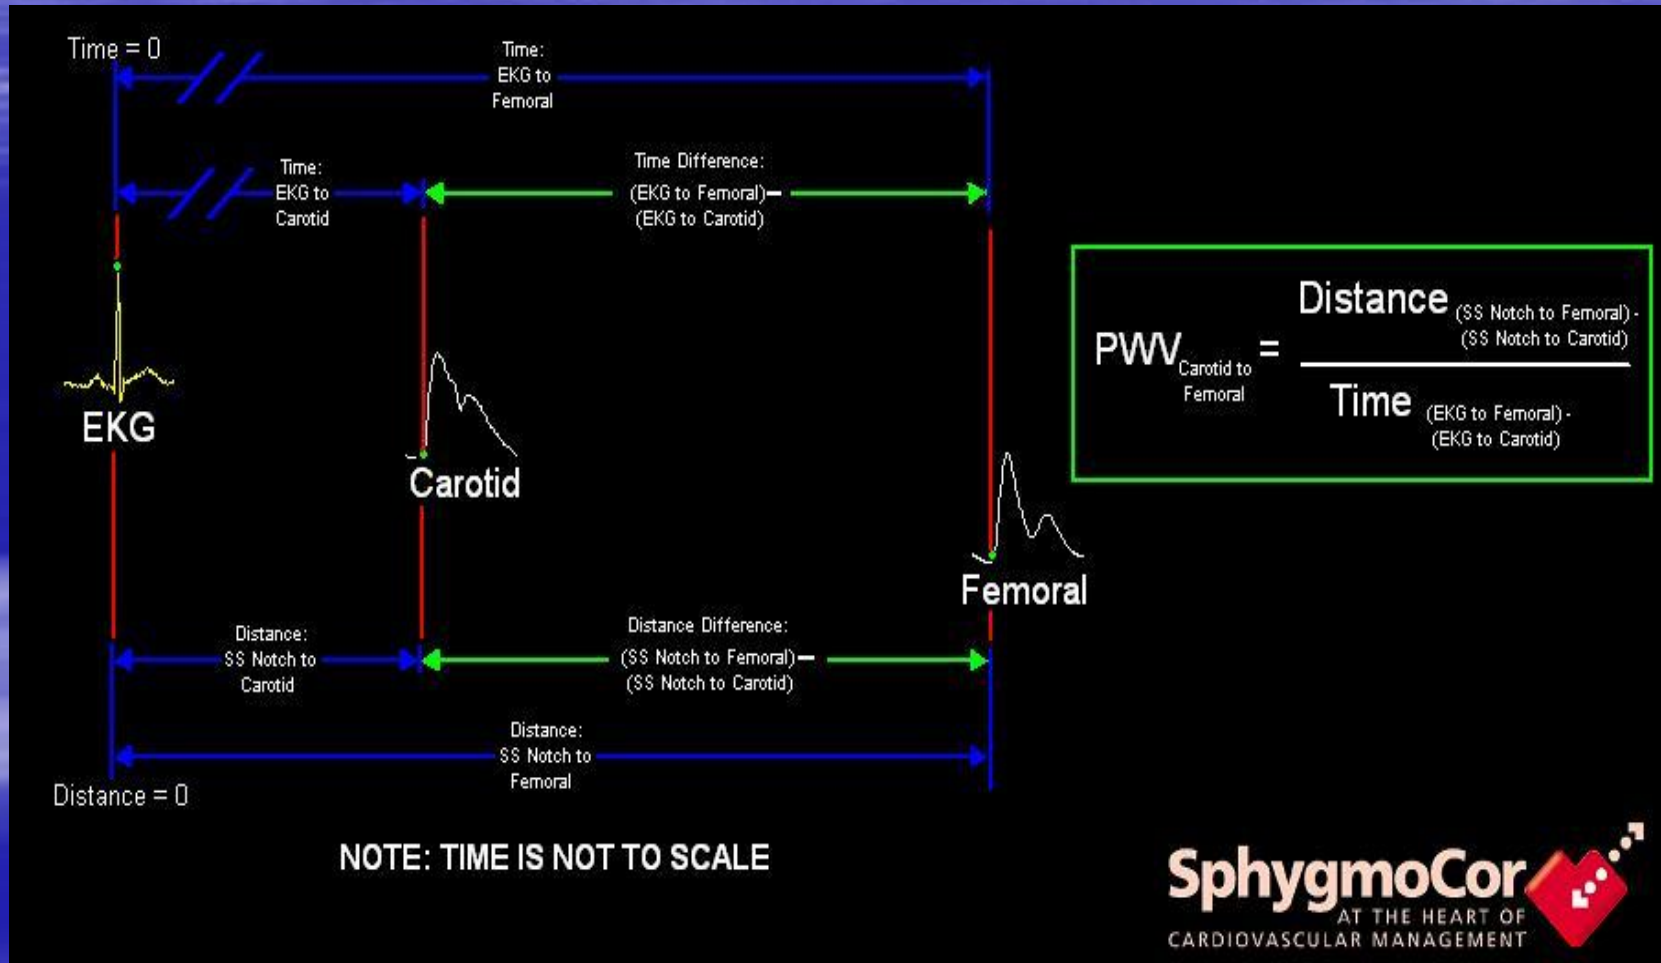 Time = 0
Time:
EKG to
Femoral
Time:
EKG to
Carotid
Time Difference:
(EKG to Femoral)–
(EKG to Carotid)
EKG
Carotid
Femoral
PWV Carotid to Femoral = Distance (SS Notch to Femoral) - (SS Notch to Carotid)
Time (EKG to Femoral) - (EKG to Carotid)
Distance:
SS Notch to
Carotid
Distance Difference:
(SS Notch to Femoral)–
(SS Notch to Carotid)
Distance:
SS Notch to
Femoral
Distance = 0
NOTE: TIME IS NOT TO SCALE
SphygmoCor
AT THE HEART OF
CARDIOVASCULAR MANAGEMENT